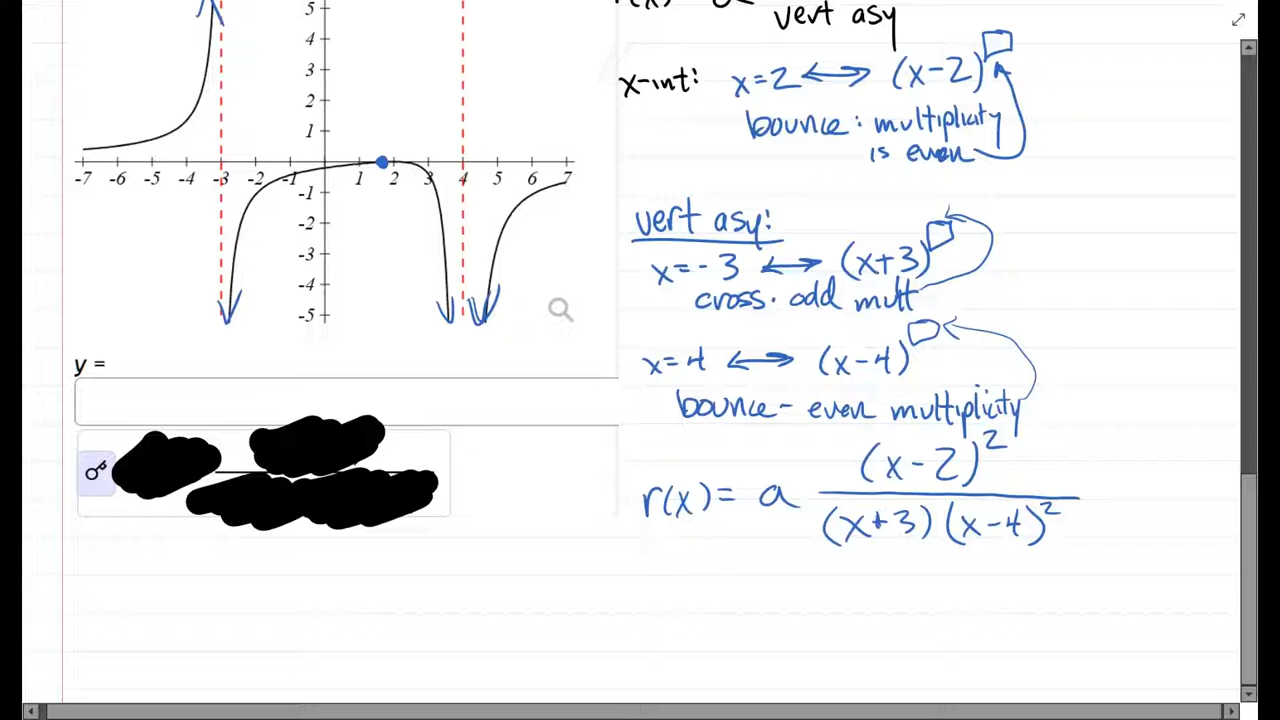 r(x) = a
vert asy
x-int: x=2 ↔ (x-2)^□
bounce: multiplicity
is even
vert asy:
x=-3 ↔ (x+3)^□
cross. odd mult
x=4 ↔ (x-4)^□
bounce - even multiplicity
r(x) = a (x-2)^2 / (x+3)(x-4)^2
5
4
3
2
1
-7 -6 -5 -4 -3 -2 -1 1 2 3 4 5 6 7
-1
-2
-3
-4
-5
y =